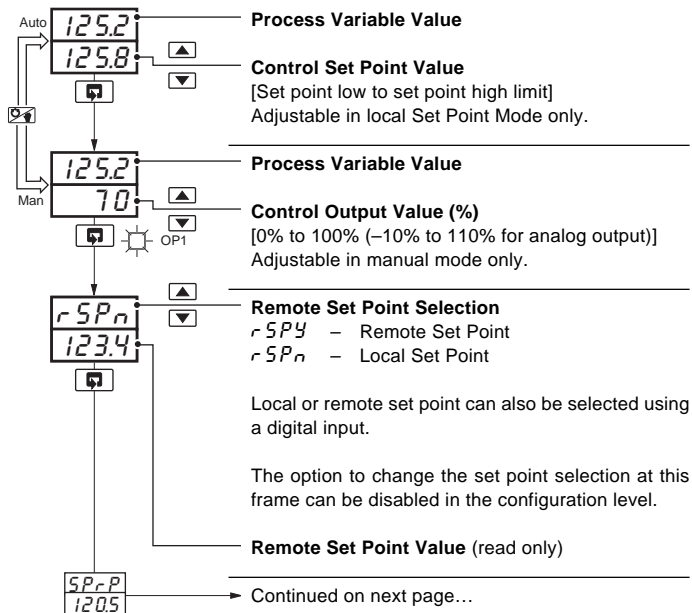 Auto
125.2
Process Variable Value
125.8
Control Set Point Value
[Set point low to set point high limit]
Adjustable in local Set Point Mode only.
125.2
Process Variable Value
Man
70
Control Output Value (%)
OP1
[0% to 100% (–10% to 110% for analog output)]
Adjustable in manual mode only.
rSPn
Remote Set Point Selection
rSPY – Remote Set Point
123.4
rSPn – Local Set Point
Local or remote set point can also be selected using
a digital input.
The option to change the set point selection at this
frame can be disabled in the configuration level.
Remote Set Point Value (read only)
SPrP
120.5
Continued on next page…